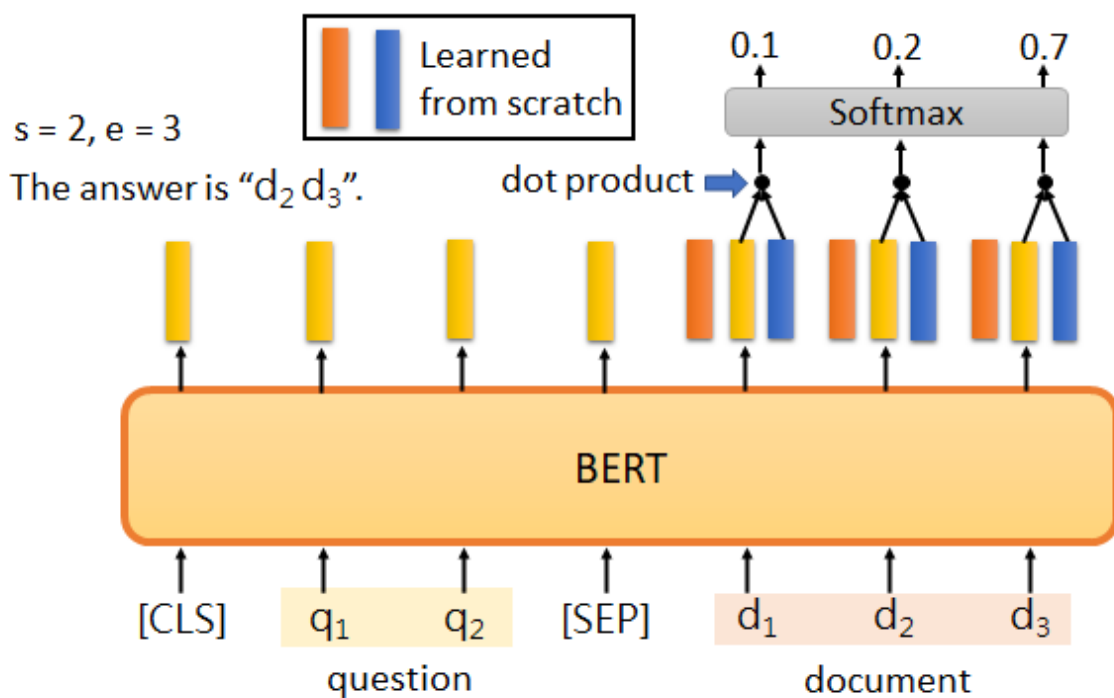 Learned
from scratch
0.1 0.2 0.7
Softmax
s = 2, e = 3
The answer is “d₂ d₃”.
dot product
BERT
[CLS] q₁ q₂ [SEP] d₁ d₂ d₃
question document